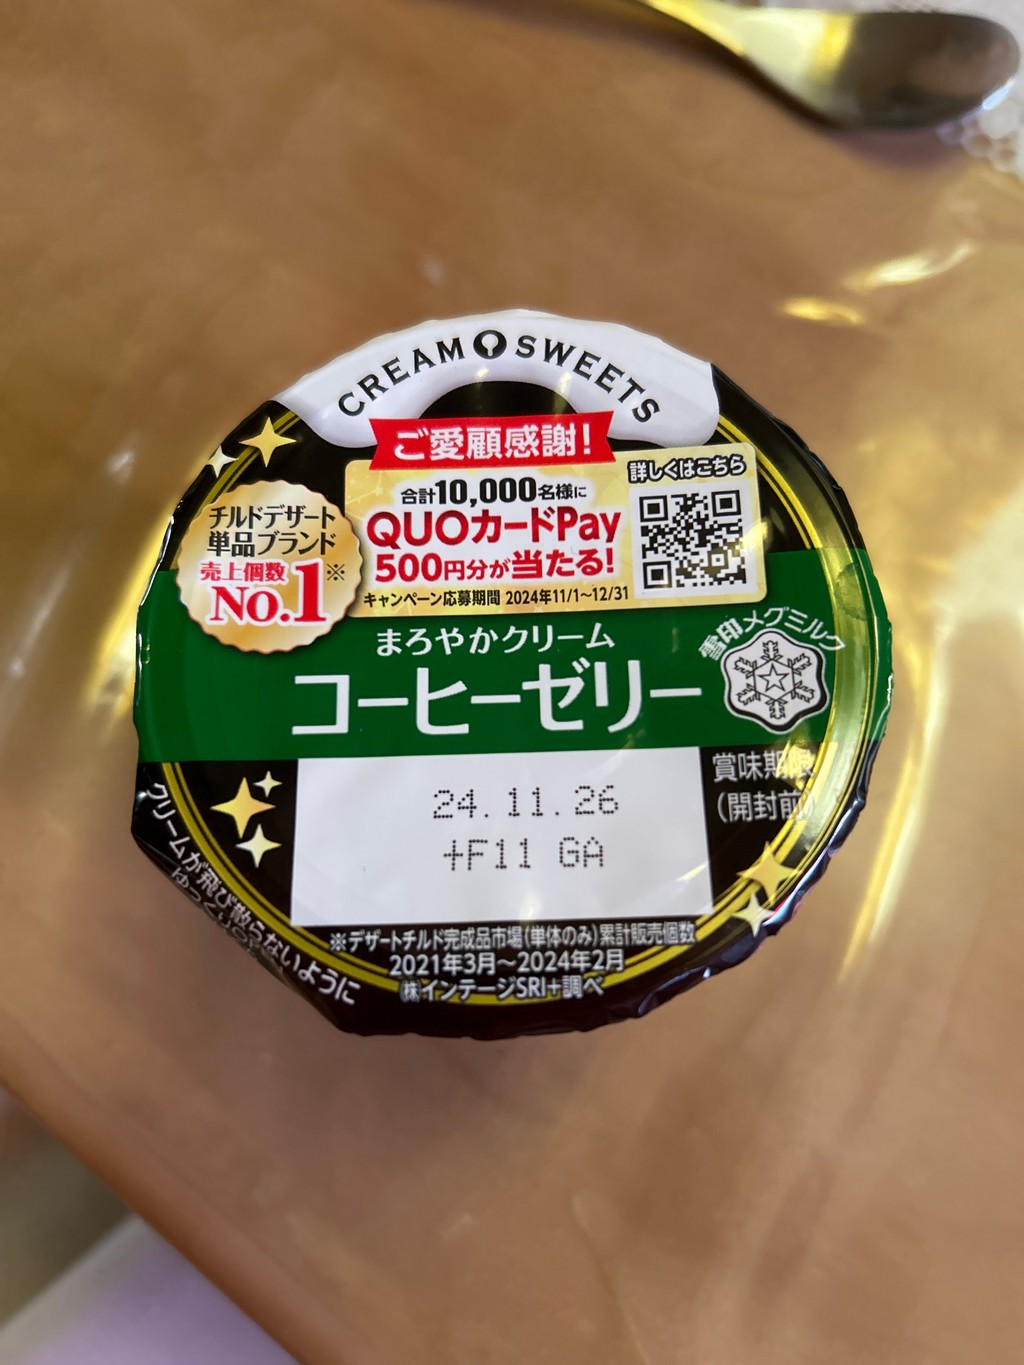 CREAM SWEETS
ご愛顧感謝!
詳しくはこちら
合計10,000名様に
QUOカードPay
500円分が当たる!
キャンペーン応募期間 2024年11/1~12/31
チルドデザート
単品ブランド
売上個数
No.1※
まろやかクリーム
コーヒーゼリー
雪印メグミルク
賞味期限
(開封前)
24.11.26
+F11 GA
※デザートチルド完成品市場(単体のみ)累計販売個数
2021年3月~2024年2月
(株)インテージSRI+調べ
クリームが飛び散らないように
ゆっくり